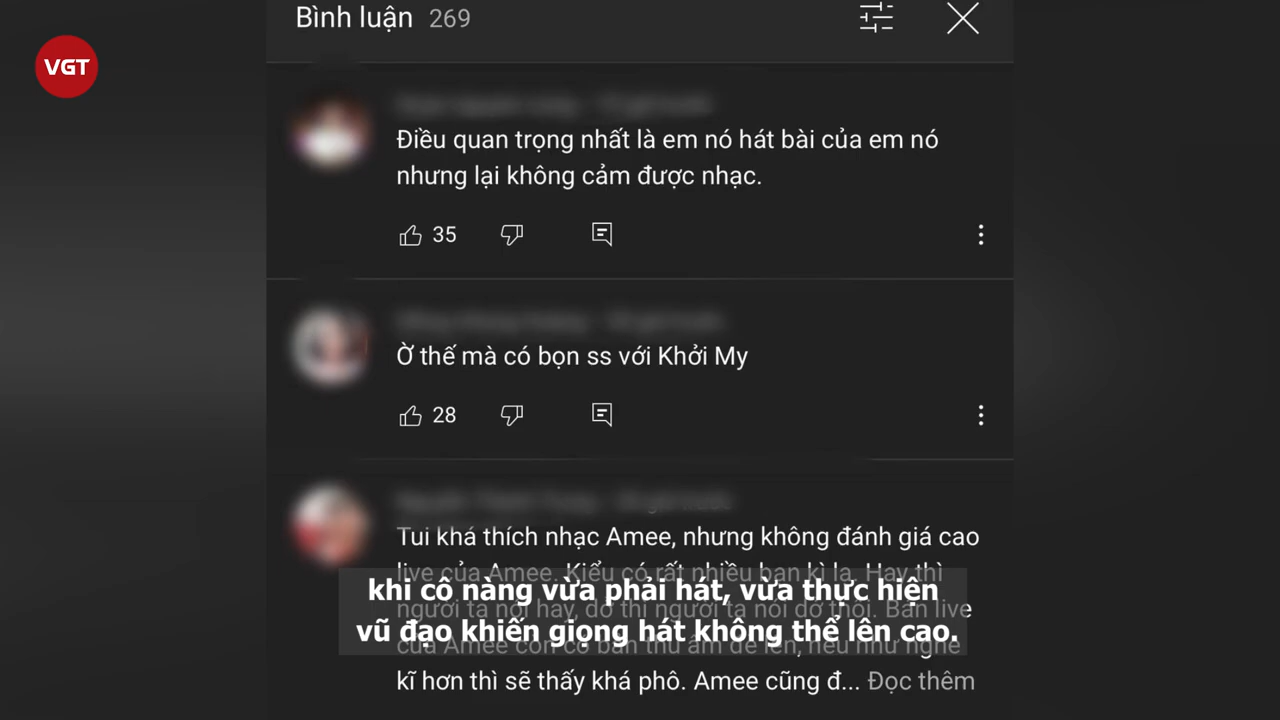 Bình luận 269
VGT
Điều quan trọng nhất là em nó hát bài của em nó
nhưng lại không cảm được nhạc.
35
Ờ thế mà có bọn ss với Khởi My
28
Tui khá thích nhạc Amee, nhưng không đánh giá cao
live của Amee. Kiểu có rất nhiều bạn kì lạ. Hay thì
người ta nói hay, dở thì người ta nói dở thôi. Bản live
của Amee còn có bản thu âm đè lên, nếu như nghe
kĩ hơn thì sẽ thấy khá phô. Amee cũng đ... Đọc thêm
khi cô nàng vừa phải hát, vừa thực hiện
vũ đạo khiến giọng hát không thể lên cao.